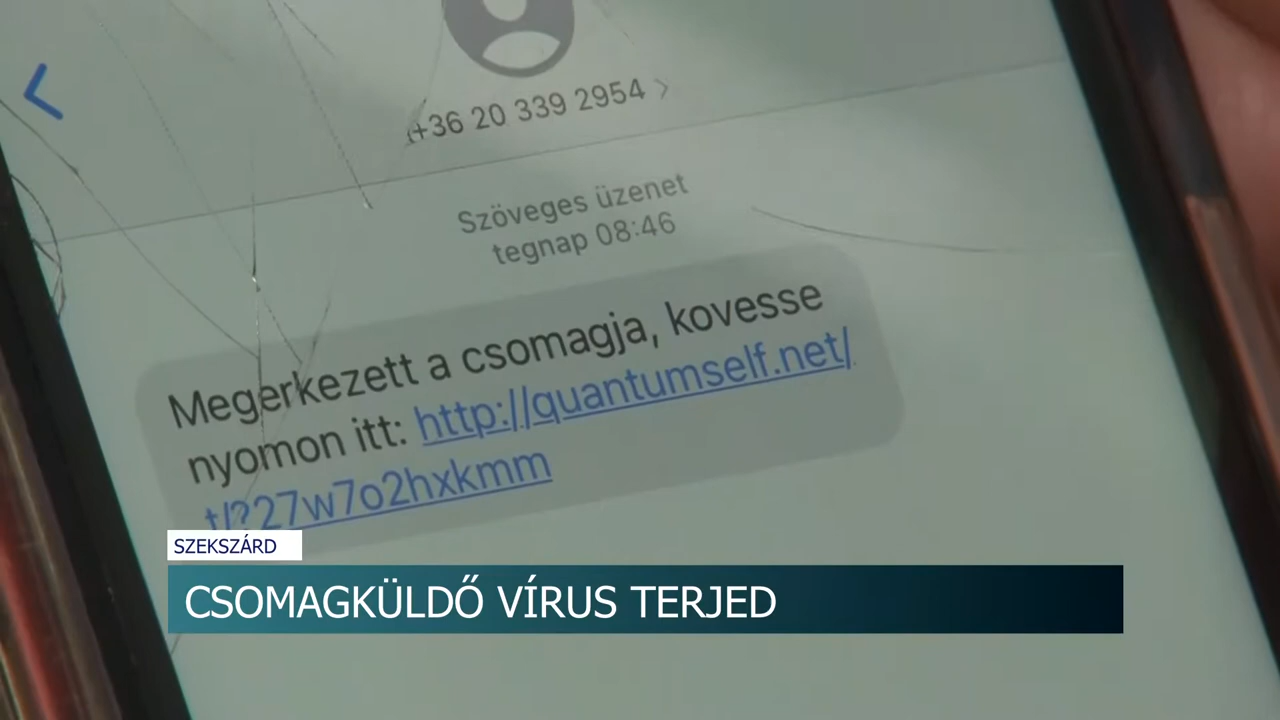 +36 20 339 2954 >
Szöveges üzenet
tegnap 08:46
Megerkezett a csomagja, kovesse
nyomon itt: http://quantumself.net/
t/?27w7o2hxkmm
SZEKSZÁRD
CSOMAGKÜLDŐ VÍRUS TERJED